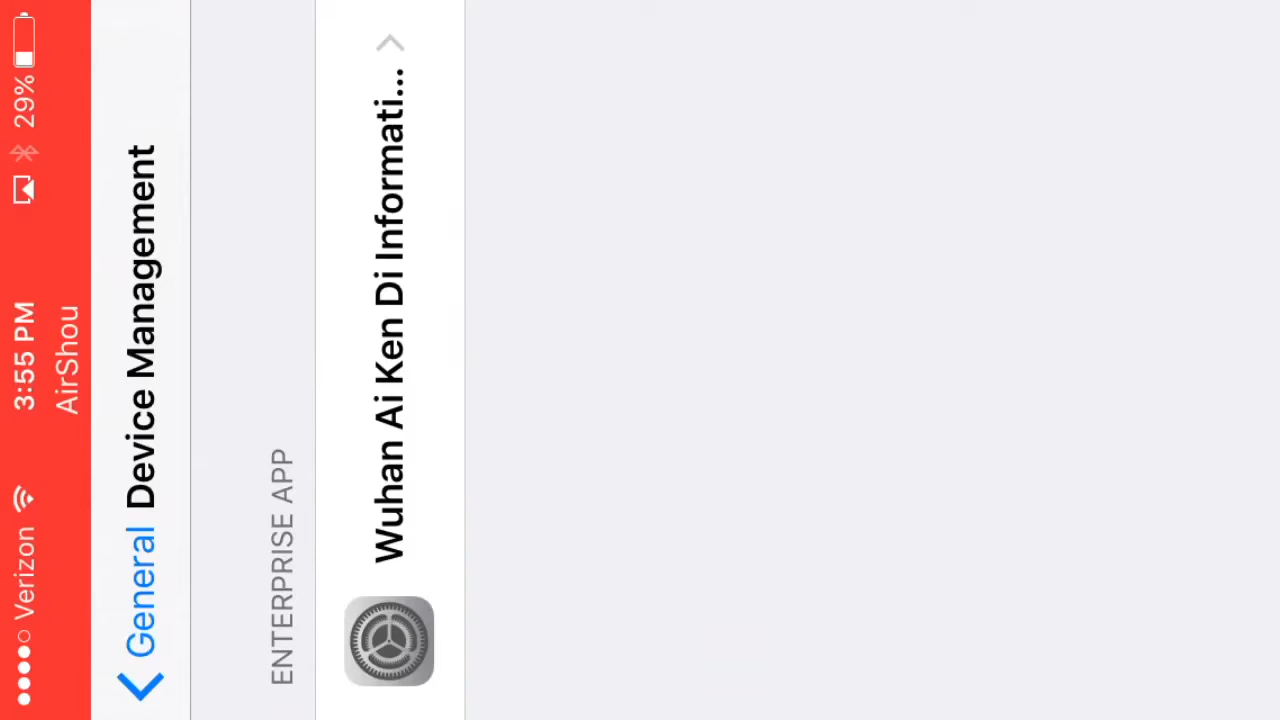 Verizon 3:55 PM 29%
AirShou
General Device Management
ENTERPRISE APP
Wuhan Ai Ken Di Informati...